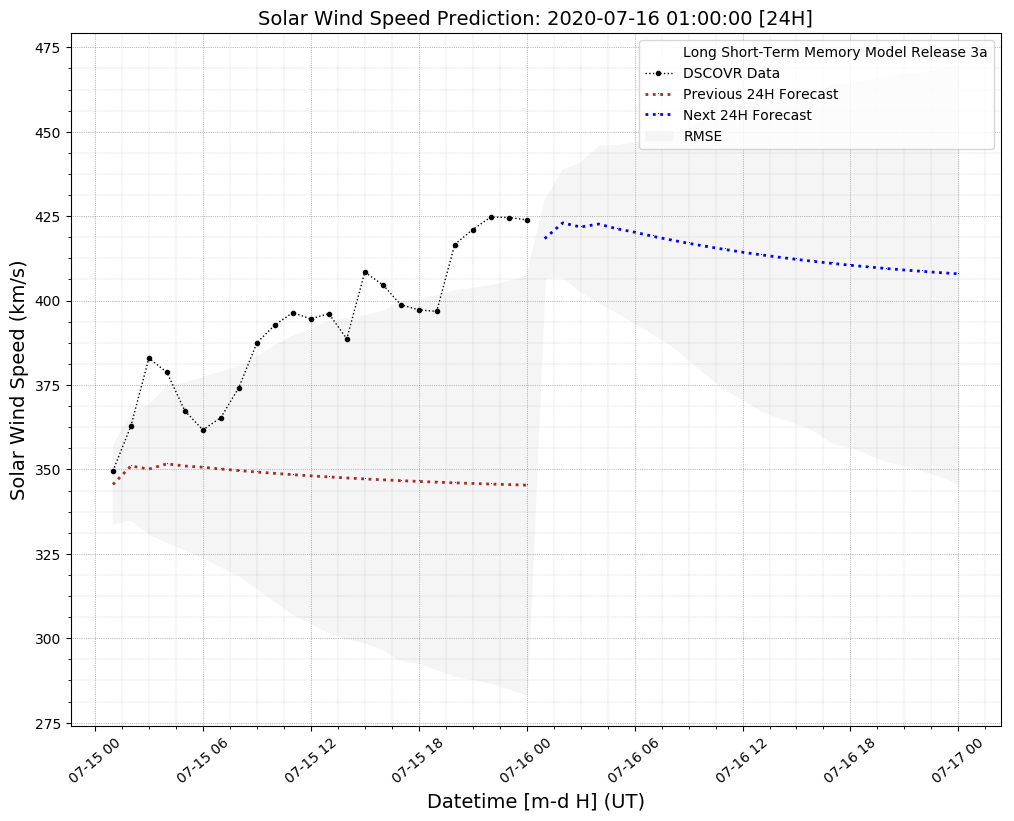 Solar Wind Speed Prediction: 2020-07-16 01:00:00 [24H]
Long Short-Term Memory Model Release 3a
DSCOVR Data
Previous 24H Forecast
Next 24H Forecast
RMSE
Solar Wind Speed (km/s)
475
450
425
400
375
350
325
300
275
07-15 00
07-15 06
07-15 12
07-15 18
07-16 00
07-16 06
07-16 12
07-16 18
07-17 00
Datetime [m-d H] (UT)